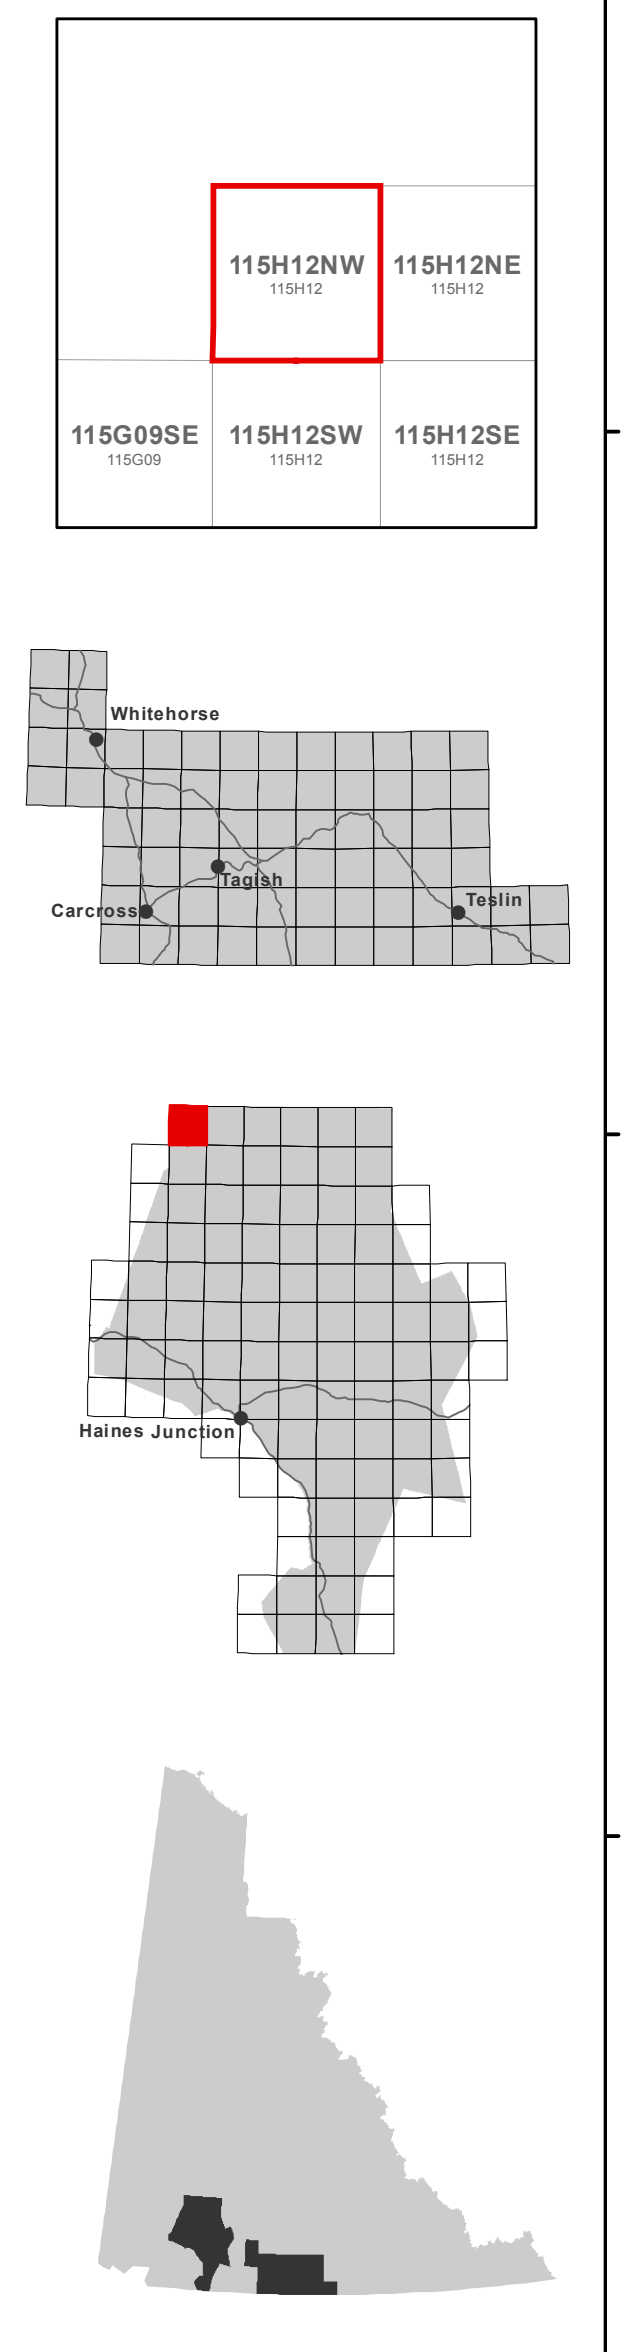 115H12NW 115H12NE
115H12 115H12
115G09SE 115H12SW 115H12SE
115G09 115H12 115H12
Whitehorse
Tagish
Teslin
Carcross
Haines Junction